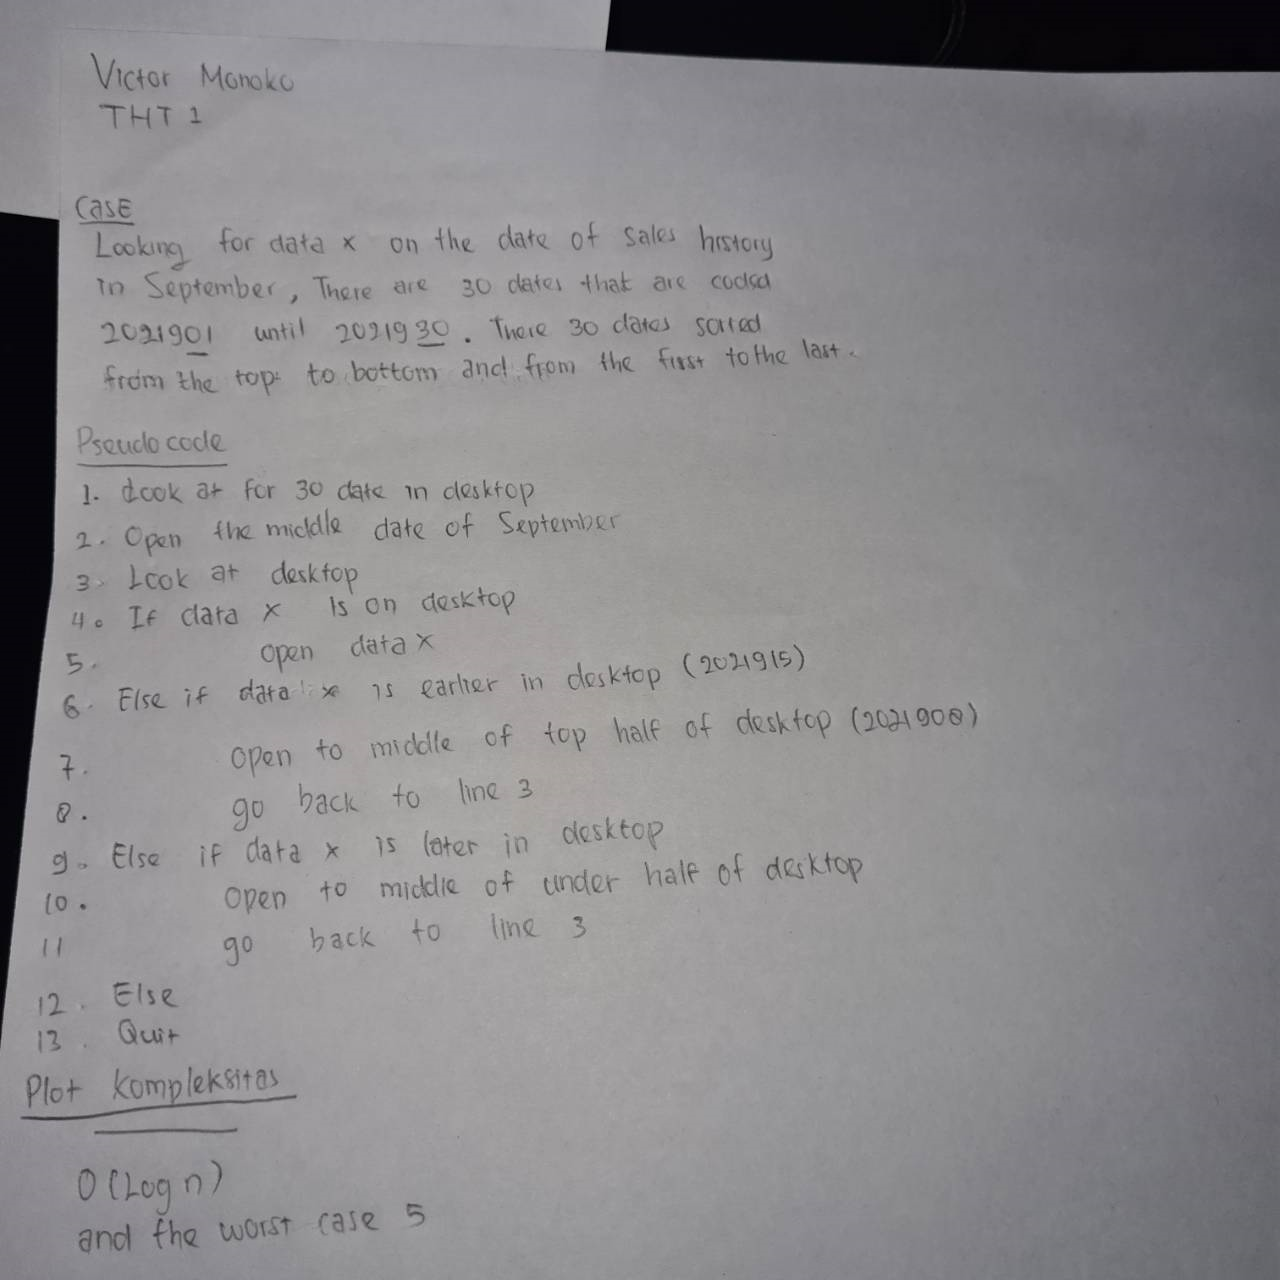 Victor Monoko
THT 1
Case
Looking for data x on the date of sales history
in September, There are 30 dates that are coded
2021901 until 2021930. There 30 dates sorted
from the top to bottom and from the first to the last.
Pseudo code
1. Look at for 30 date in desktop
2. Open the middle date of September
3. Look at desktop
4. If data x is on desktop
5. open data x
6. Else if data x is earlier in desktop (2021915)
7. open to middle of top half of desktop (2021908)
8. go back to line 3
9. Else if data x is later in desktop
10. open to middle of under half of desktop
11 go back to line 3
12. Else
13. Quit
Plot kompleksitas
O (Log n)
and the worst case 5